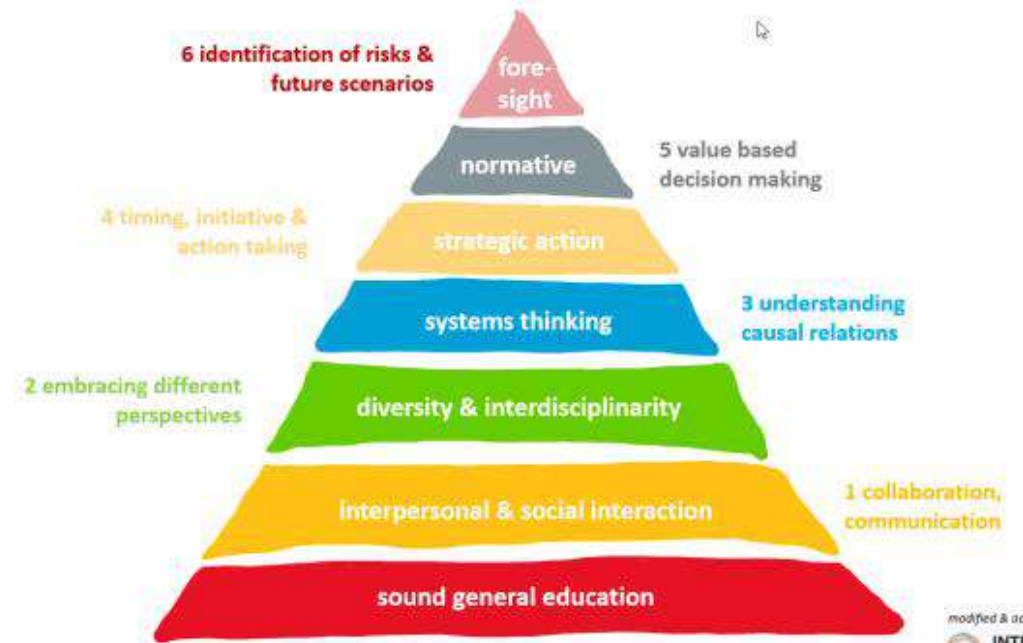 6 identification of risks &
future scenarios
fore-
sight
normative
5 value based
decision making
4 timing, initiative &
action taking
strategic action
systems thinking
3 understanding
causal relations
2 embracing different
perspectives
diversity & interdisciplinarity
interpersonal & social interaction
1 collaboration,
communication
sound general education
modified &